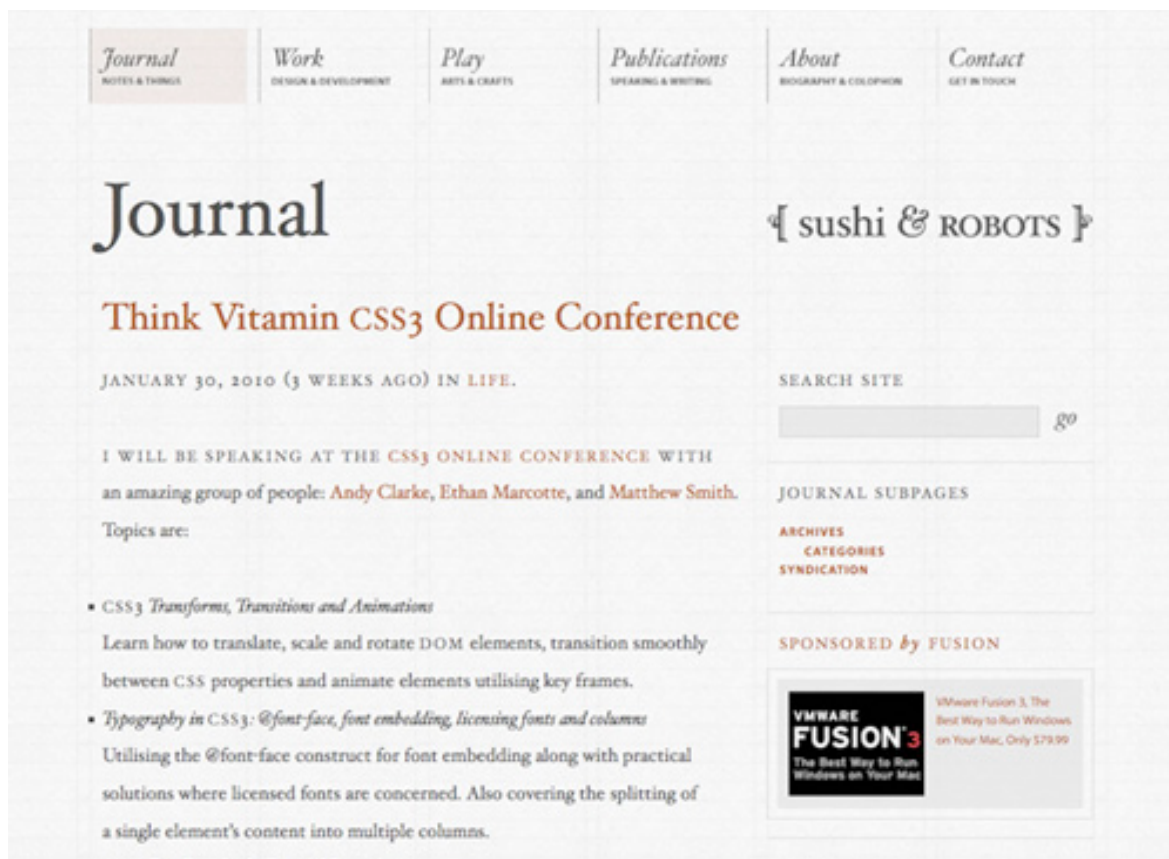 Journal
NOTES & THINGS
Work
DESIGN & DEVELOPMENT
Play
ARTS & CRAFTS
Publications
SPEAKING & WRITING
About
BIOGRAPHY & COLOPHON
Contact
GET IN TOUCH
Journal
{ sushi & ROBOTS }
Think Vitamin CSS3 Online Conference
JANUARY 30, 2010 (3 WEEKS AGO) IN LIFE.
I WILL BE SPEAKING AT THE CSS3 ONLINE CONFERENCE WITH
an amazing group of people: Andy Clarke, Ethan Marcotte, and Matthew Smith.
Topics are:
▪ CSS3 Transforms, Transitions and Animations
Learn how to translate, scale and rotate DOM elements, transition smoothly
between CSS properties and animate elements utilising key frames.
▪ Typography in CSS3: @font-face, font embedding, licensing fonts and columns
Utilising the @font-face construct for font embedding along with practical
solutions where licensed fonts are concerned. Also covering the splitting of
a single element's content into multiple columns.
SEARCH SITE
go
JOURNAL SUBPAGES
ARCHIVES
CATEGORIES
SYNDICATION
SPONSORED by FUSION
VMWARE
FUSION 3
The Best Way to Run
Windows on Your Mac
VMware Fusion 3, The
Best Way to Run Windows
on Your Mac, Only $79.99